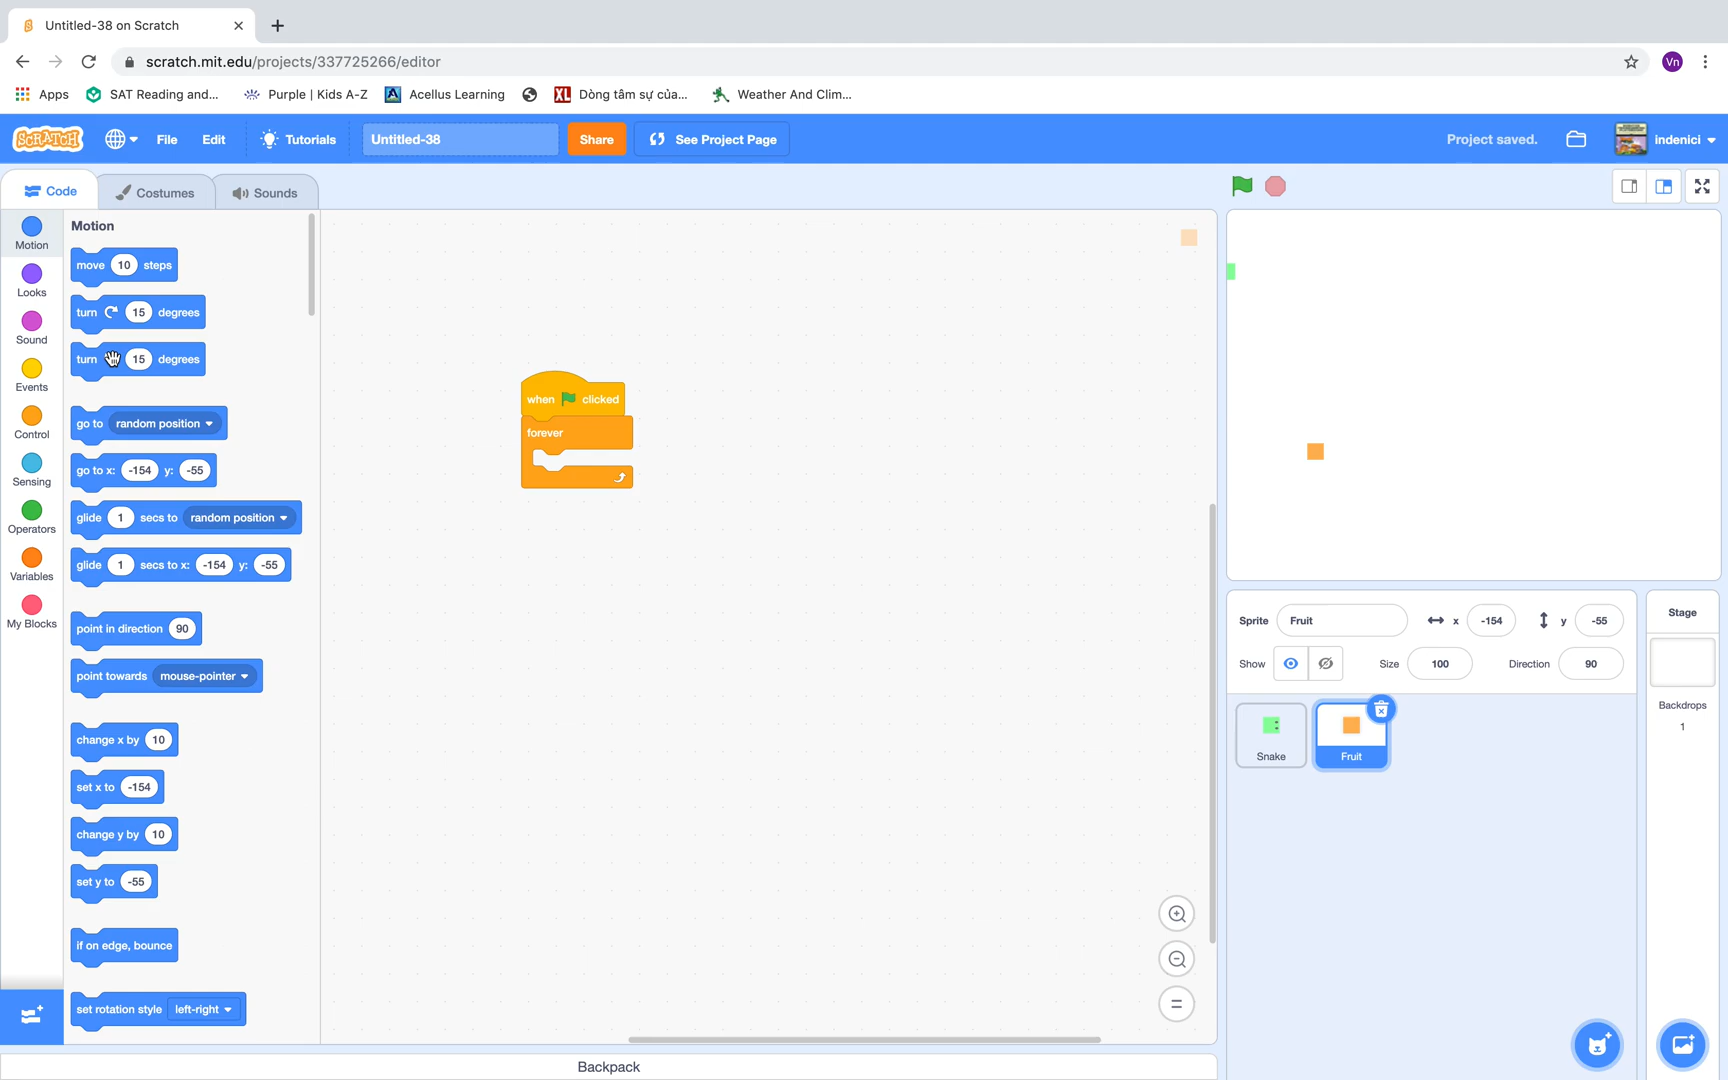 Untitled-38 on Scratch
scratch.mit.edu/projects/337725266/editor
Vn
Apps
SAT Reading and...
Purple | Kids A-Z
Acellus Learning
XL Dòng tâm sự của...
Weather And Clim...
SCRATCH
File
Edit
Tutorials
Untitled-38
Share
See Project Page
Project saved.
indenici
Code
Costumes
Sounds
Motion
Looks
Sound
Events
Control
Sensing
Operators
Variables
My Blocks
Motion
move 10 steps
turn 15 degrees
turn 15 degrees
go to random position
go to x: -154 y: -55
glide 1 secs to random position
glide 1 secs to x: -154 y: -55
point in direction 90
point towards mouse-pointer
change x by 10
set x to -154
change y by 10
set y to -55
if on edge, bounce
set rotation style left-right
when clicked
forever
Backpack
Sprite Fruit x -154 y -55
Show Size 100 Direction 90
Snake
Fruit
Stage
Backdrops
1